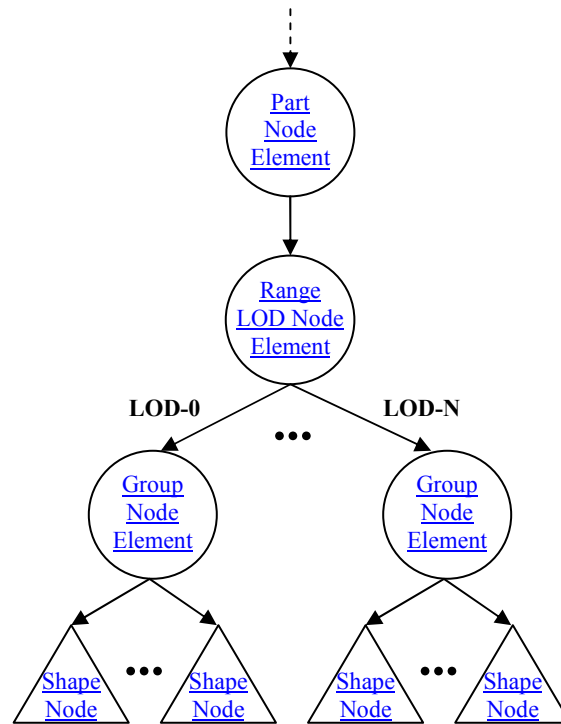 Part
Node
Element
Range
LOD Node
Element
LOD-0
LOD-N
•••
Group
Node
Element
Group
Node
Element
•••
•••
Shape
Node
Shape
Node
Shape
Node
Shape
Node